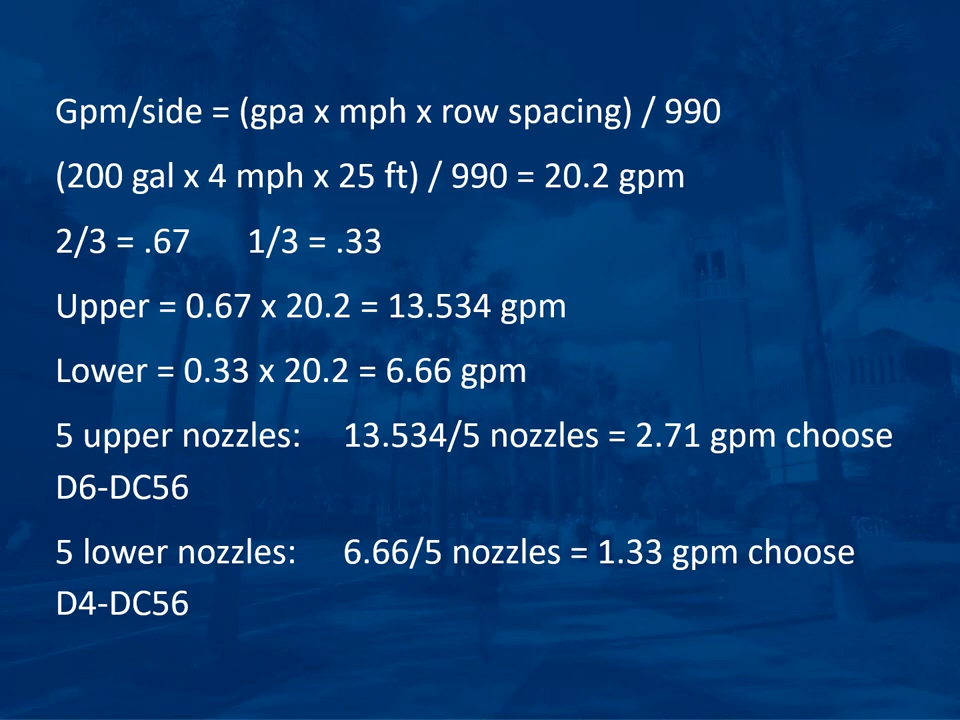 Gpm/side = (gpa x mph x row spacing) / 990
(200 gal x 4 mph x 25 ft) / 990 = 20.2 gpm
2/3 = .67 1/3 = .33
Upper = 0.67 x 20.2 = 13.534 gpm
Lower = 0.33 x 20.2 = 6.66 gpm
5 upper nozzles: 13.534/5 nozzles = 2.71 gpm choose
D6-DC56
5 lower nozzles: 6.66/5 nozzles = 1.33 gpm choose
D4-DC56